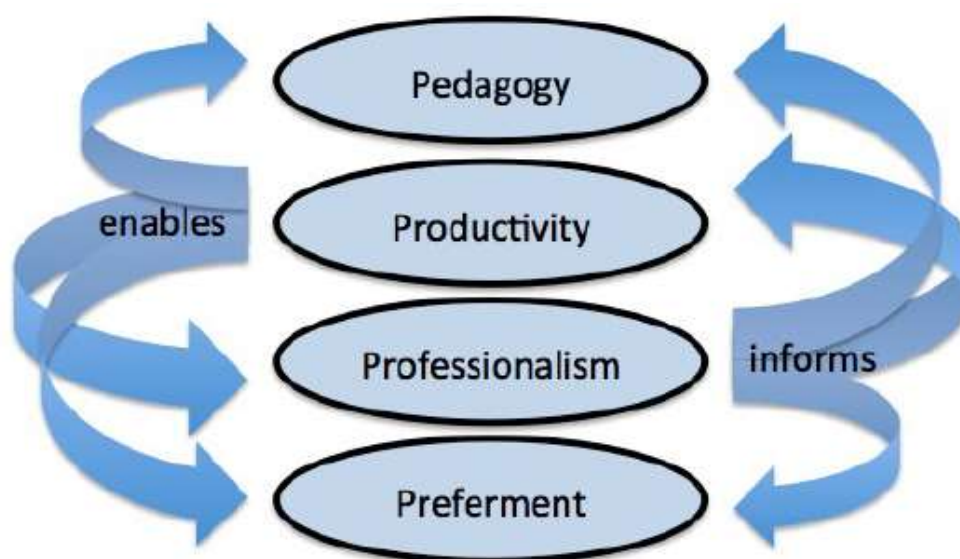 Pedagogy
enables
Productivity
Professionalism
informs
Preferment